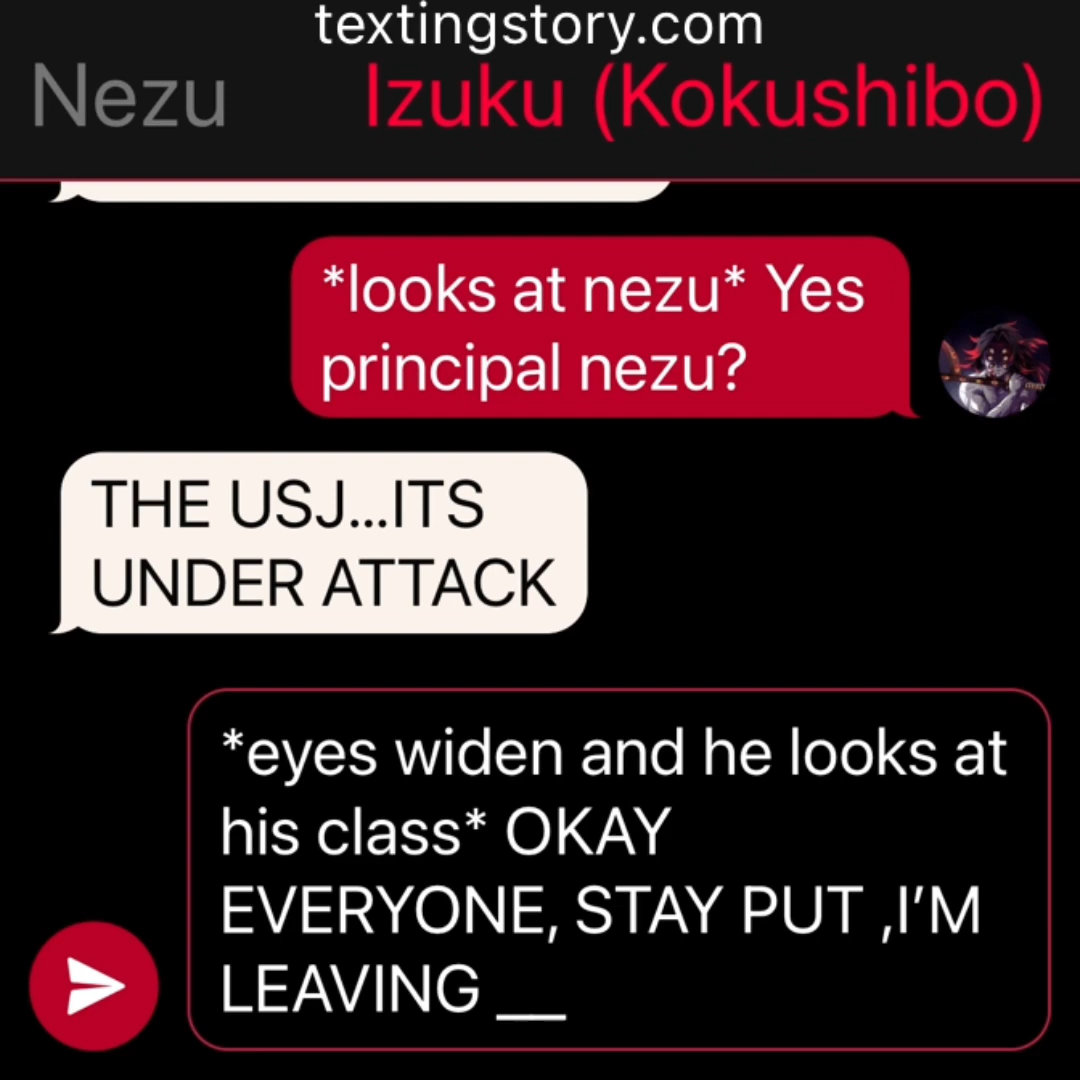 textingstory.com
Nezu Izuku (Kokushibo)
*looks at nezu* Yes
principal nezu?
THE USJ...ITS
UNDER ATTACK
*eyes widen and he looks at
his class* OKAY
EVERYONE, STAY PUT ,I’M
LEAVING __